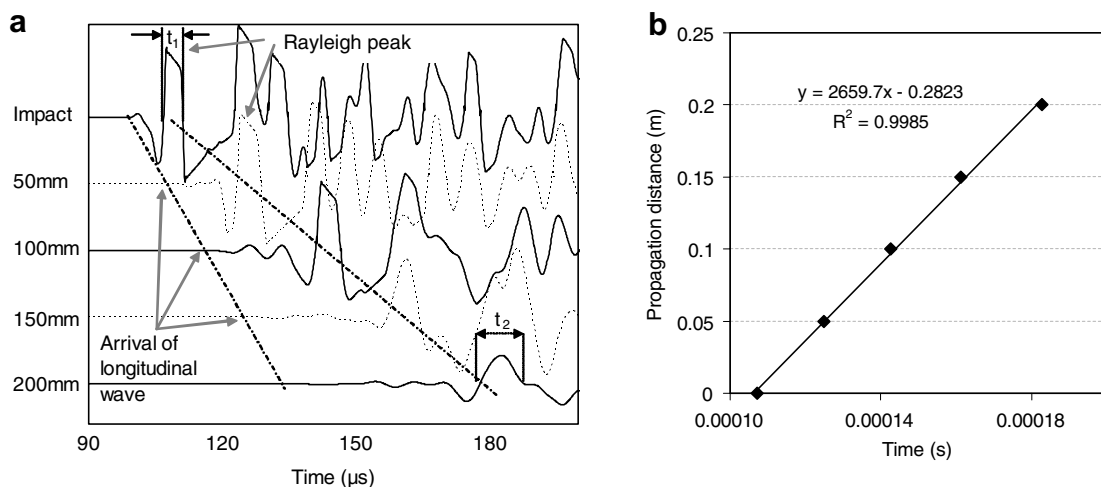 a
t₁
Rayleigh peak
Impact
50mm
100mm
150mm
Arrival of
longitudinal
wave
200mm
t₂
90
120
150
180
Time (µs)
b
0.25
0.2
0.15
0.1
0.05
0
Propagation distance (m)
y = 2659.7x - 0.2823
R² = 0.9985
0.00010
0.00014
0.00018
Time (s)